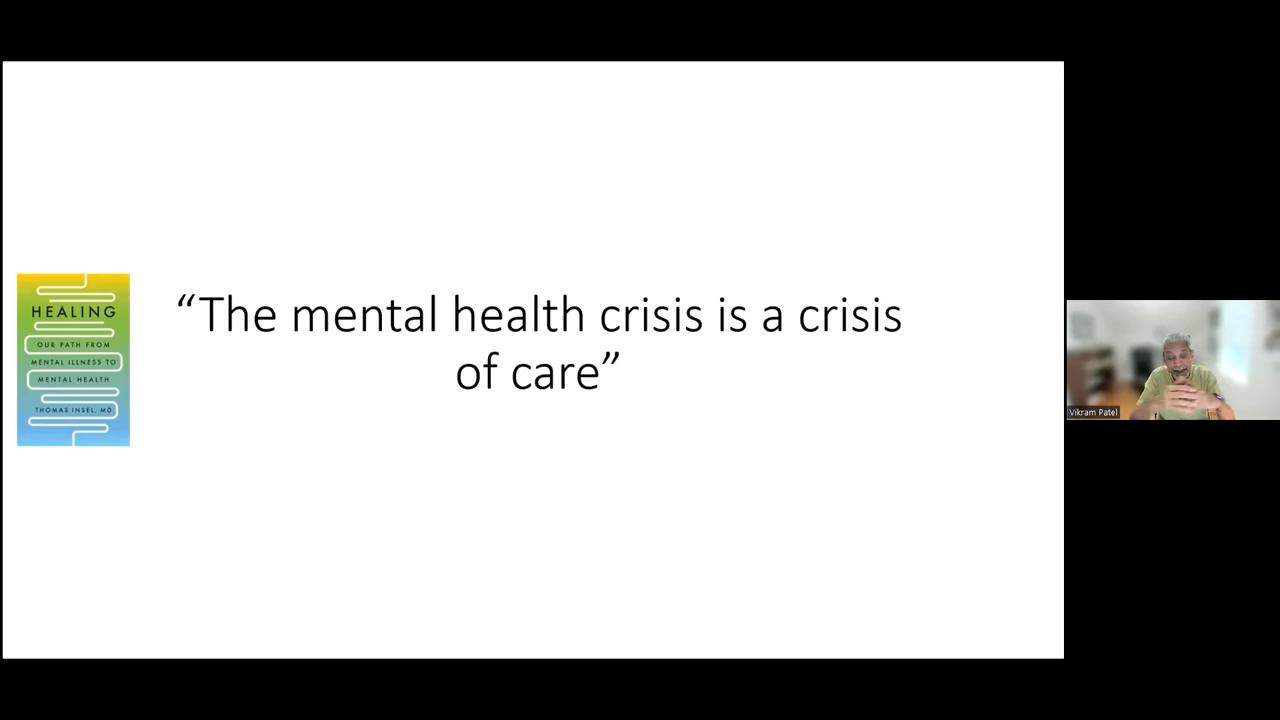 “The mental health crisis is a crisis
of care”
HEALING
OUR PATH FROM
MENTAL ILLNESS TO
MENTAL HEALTH
THOMAS INSEL, MD
Vikram Patel